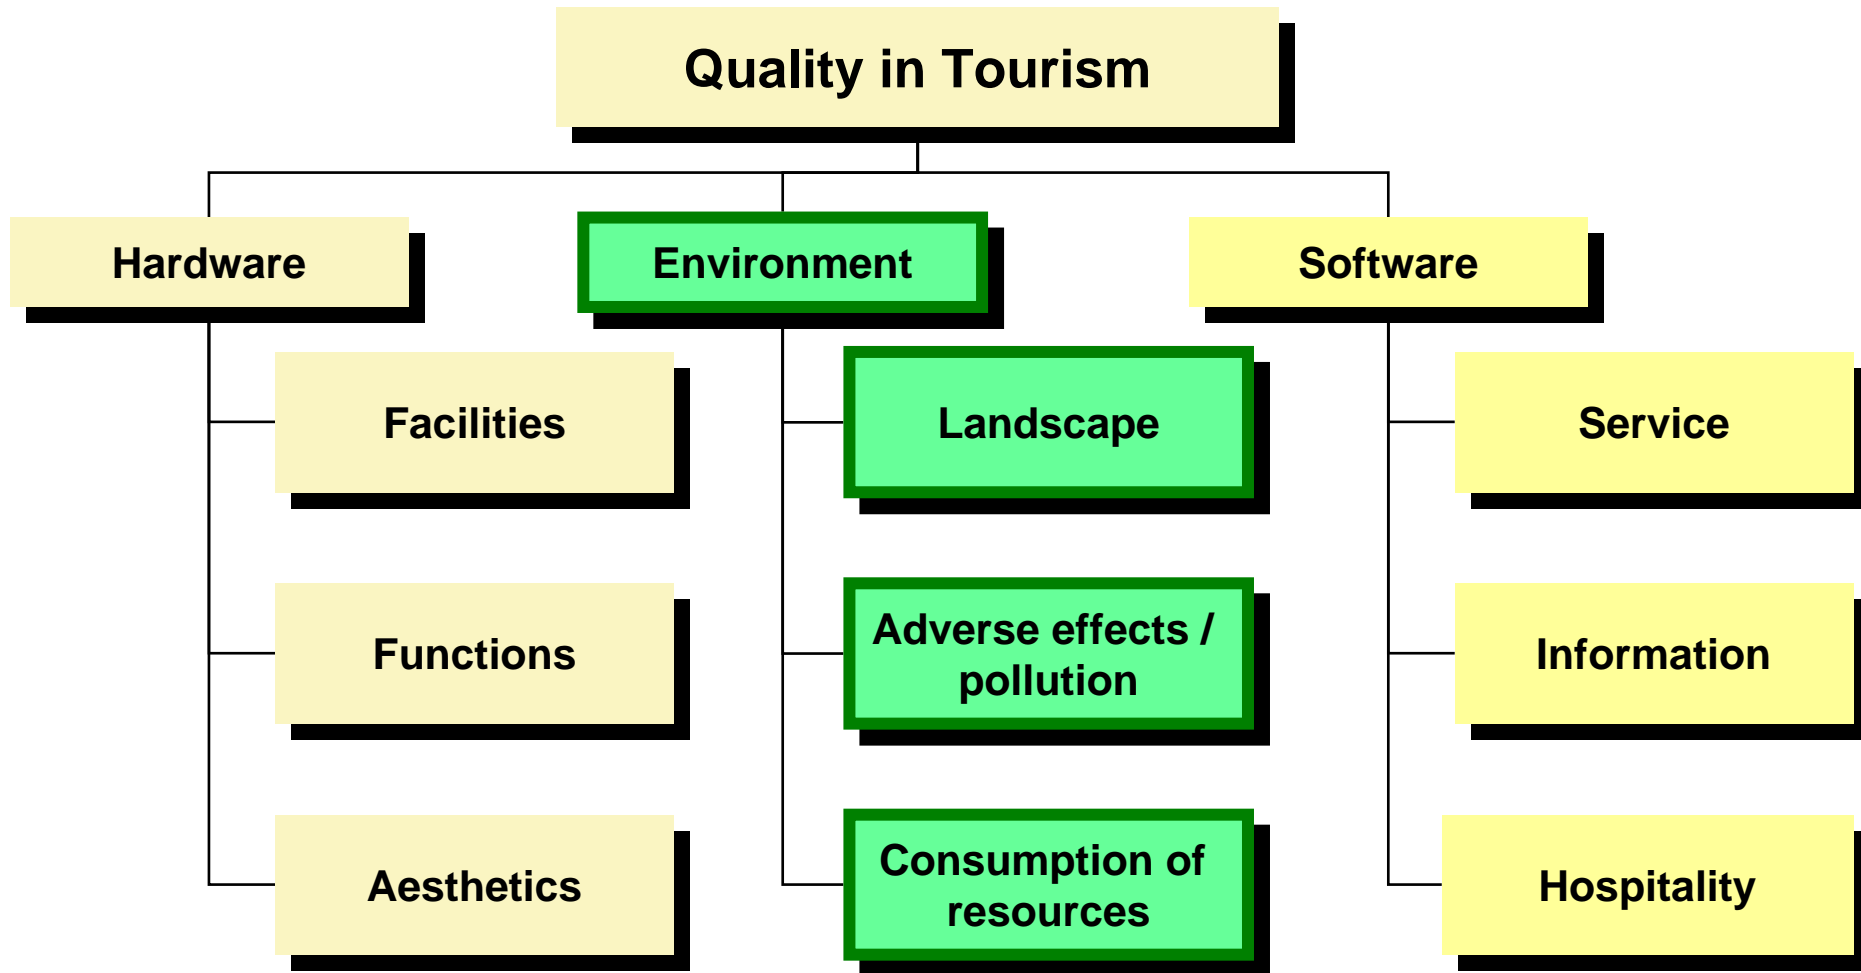 Quality in Tourism
Hardware
Environment
Software
Facilities
Landscape
Service
Functions
Adverse effects /
pollution
Information
Aesthetics
Consumption of
resources
Hospitality